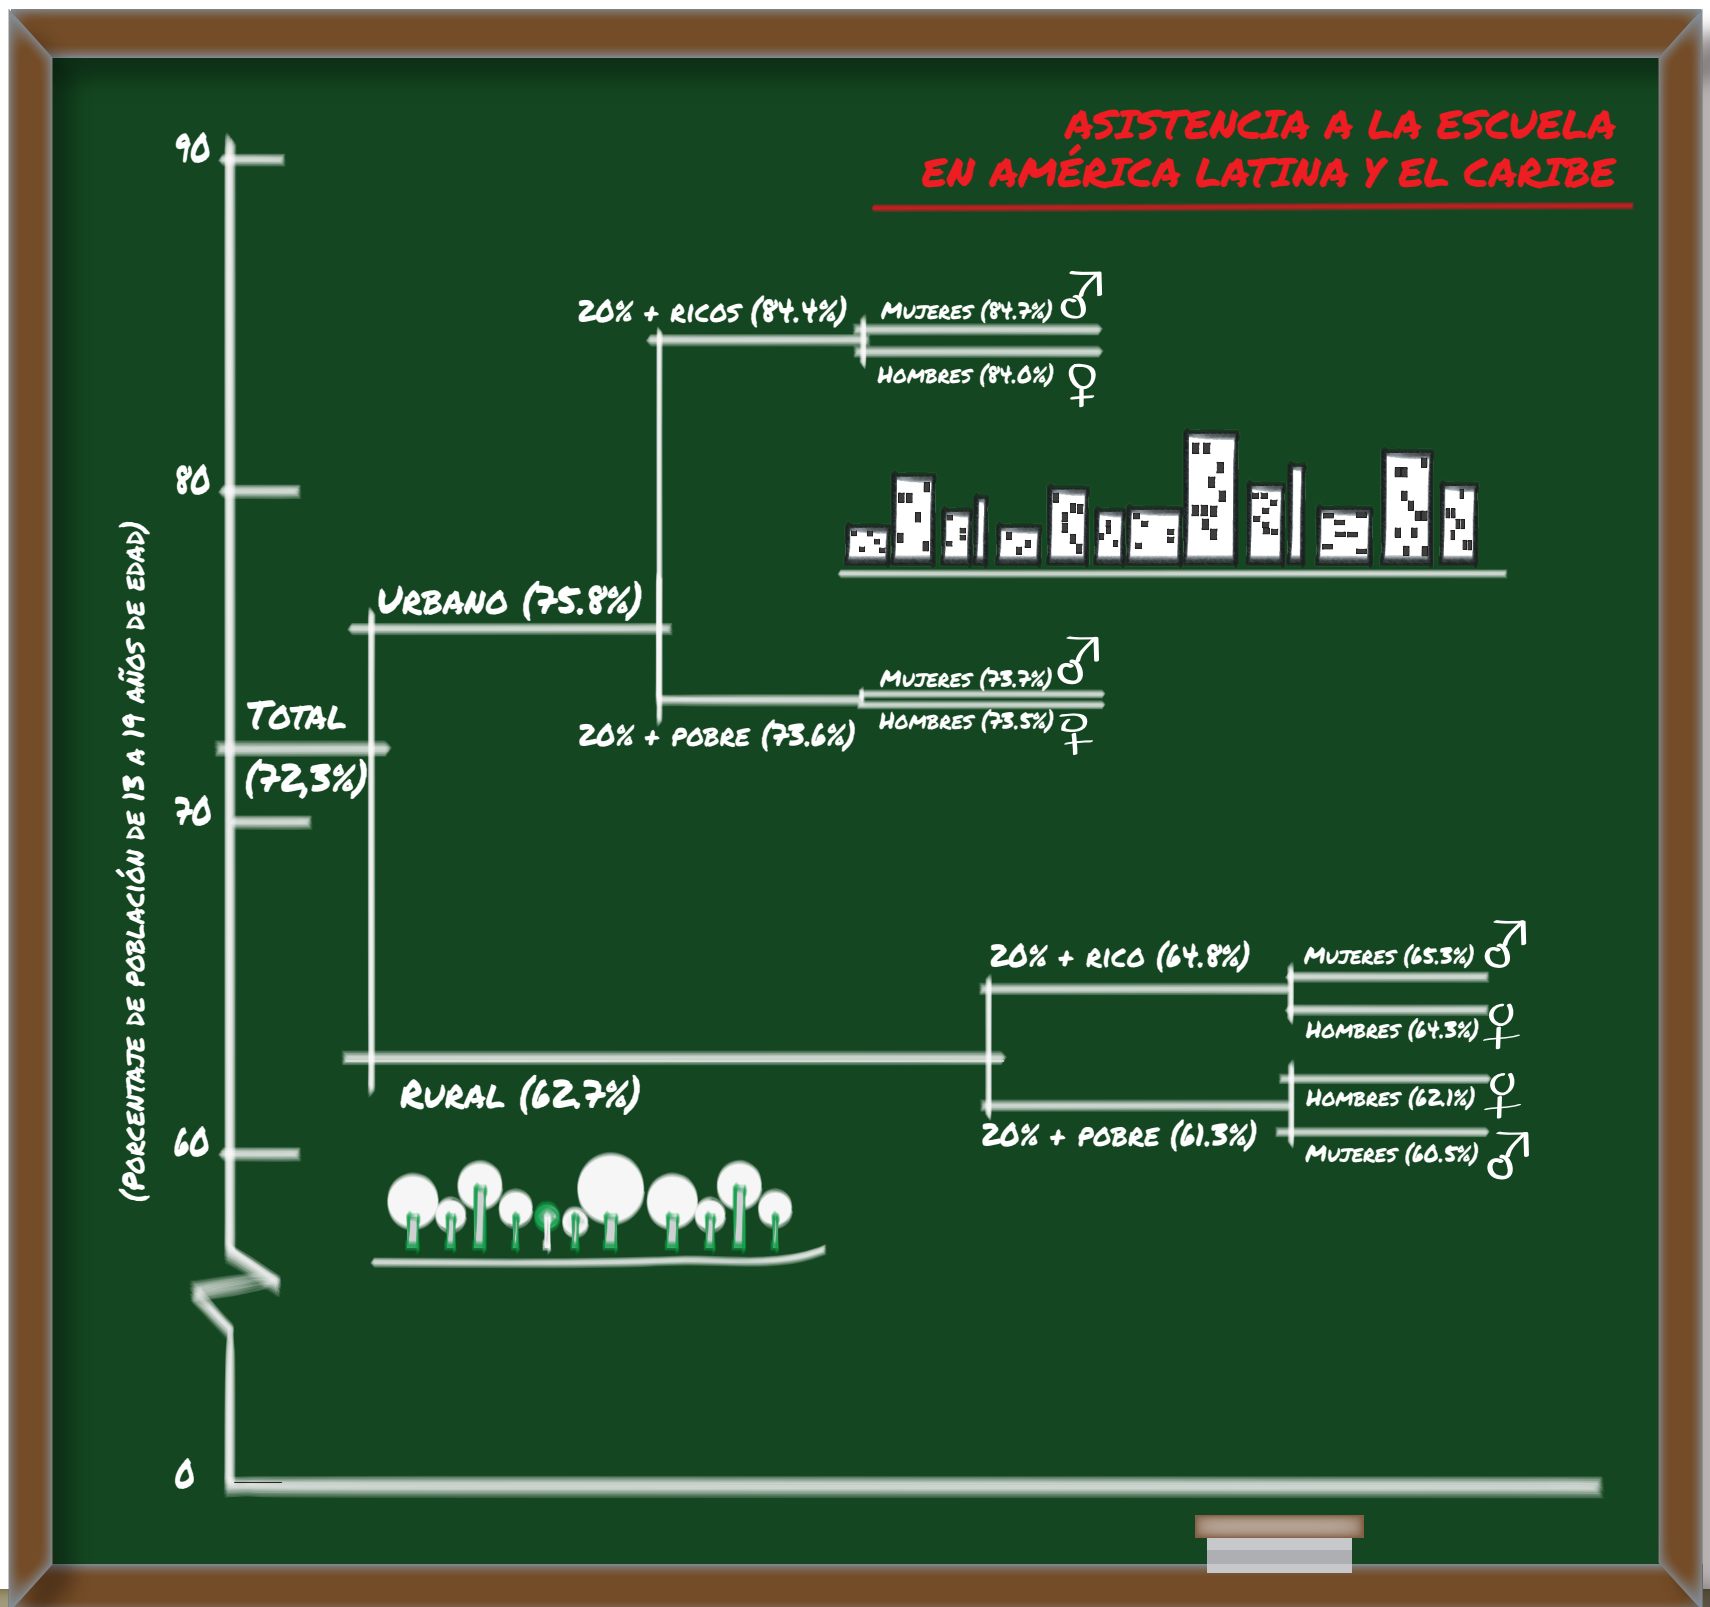 ASISTENCIA A LA ESCUELA
EN AMÉRICA LATINA Y EL CARIBE
(PORCENTAJE DE POBLACIÓN DE 13 A 19 AÑOS DE EDAD)
90
80
70
60
0
TOTAL
(72,3%)
URBANO (75.8%)
20% + RICOS (84.4%)
MUJERES (84.7%) ♂
HOMBRES (84.0%) ♀
20% + POBRE (73.6%)
MUJERES (73.7%) ♂
HOMBRES (73.5%) ♀
RURAL (62.7%)
20% + RICO (64.8%)
MUJERES (65.3%) ♂
HOMBRES (64.3%) ♀
20% + POBRE (61.3%)
HOMBRES (62.1%) ♀
MUJERES (60.5%) ♂